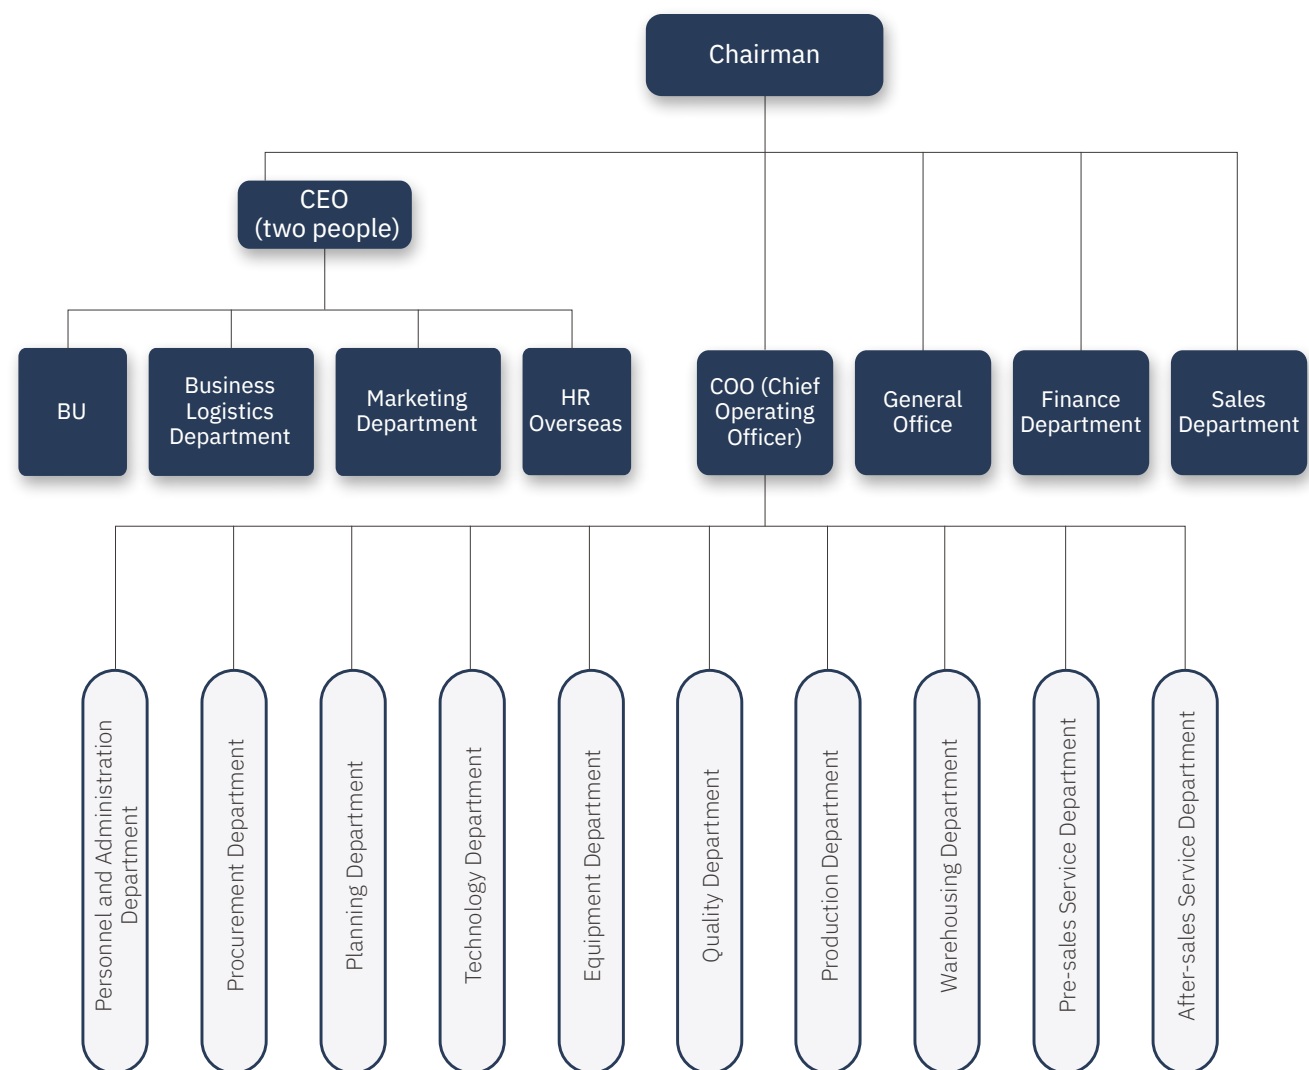 Chairman
CEO
(two people)
BU
Business
Logistics
Department
Marketing
Department
HR
Overseas
COO (Chief
Operating
Officer)
General
Office
Finance
Department
Sales
Department
Personnel and Administration
Department
Procurement Department
Planning Department
Technology Department
Equipment Department
Quality Department
Production Department
Warehousing Department
Pre-sales Service Department
After-sales Service Department